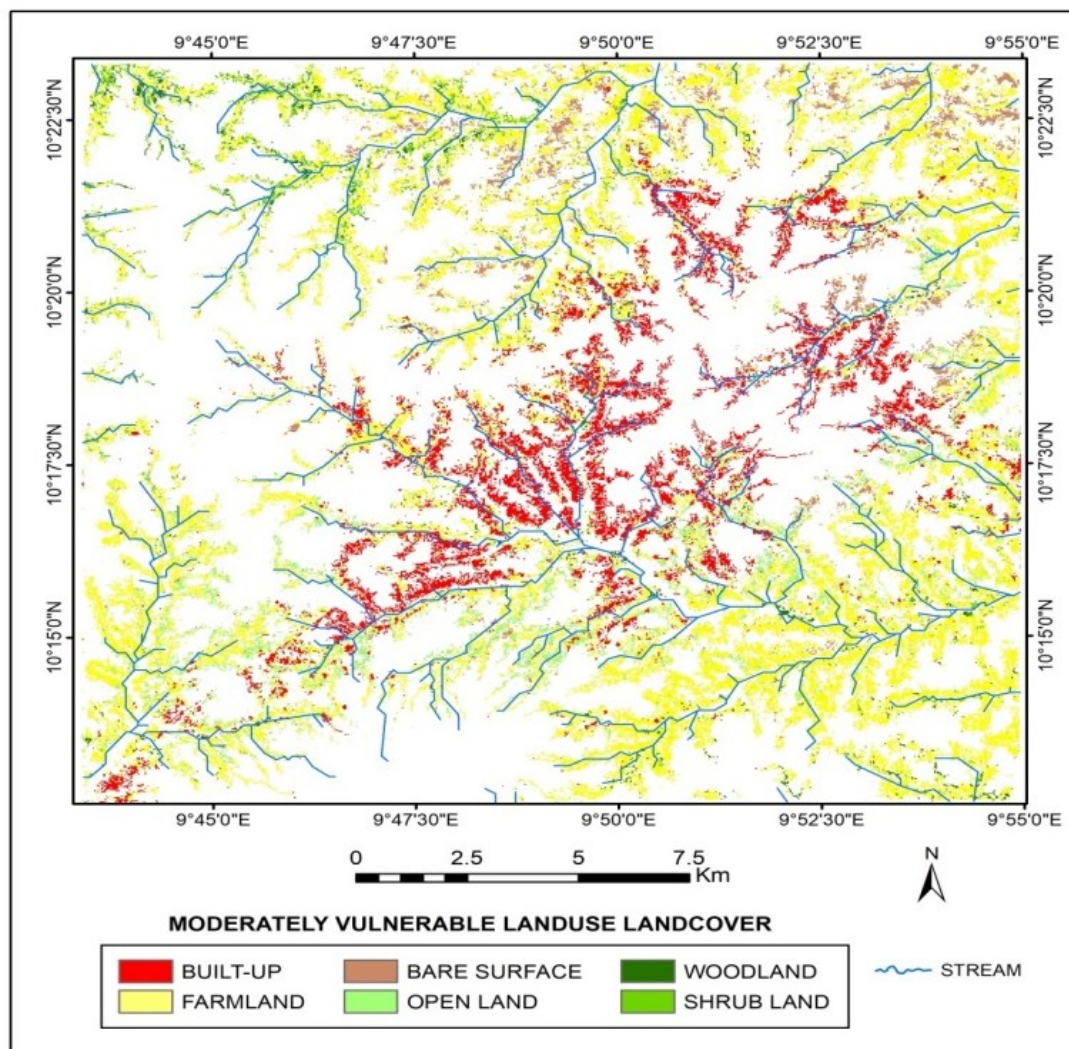 9°45'0"E 9°47'30"E 9°50'0"E 9°52'30"E 9°55'0"E
10°22'30"N 10°22'30"N
10°20'0"N 10°20'0"N
10°17'30"N 10°17'30"N
10°15'0"N 10°15'0"N
9°45'0"E 9°47'30"E 9°50'0"E 9°52'30"E 9°55'0"E
0 2.5 5 7.5
Km
N
MODERATELY VULNERABLE LANDUSE LANDCOVER
BUILT-UP BARE SURFACE WOODLAND STREAM
FARMLAND OPEN LAND SHRUB LAND